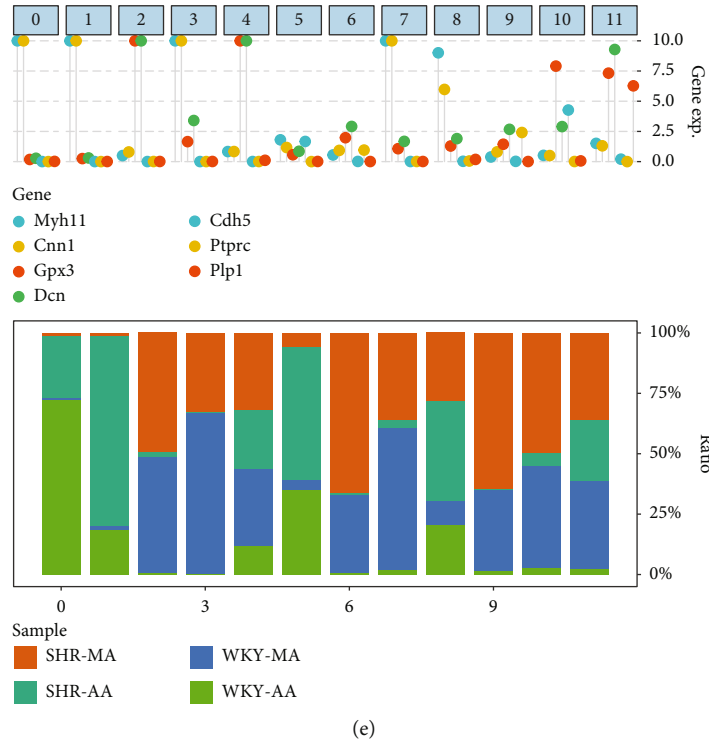 0 1 2 3 4 5 6 7 8 9 10 11
10.0
7.5
5.0
2.5
0.0
Gene exp.
Gene
Myh11 Cdh5
Cnn1 Ptprc
Gpx3 Plp1
Dcn
100%
75%
50%
25%
0%
Ratio
0 3 6 9
Sample
SHR-MA WKY-MA
SHR-AA WKY-AA
(e)